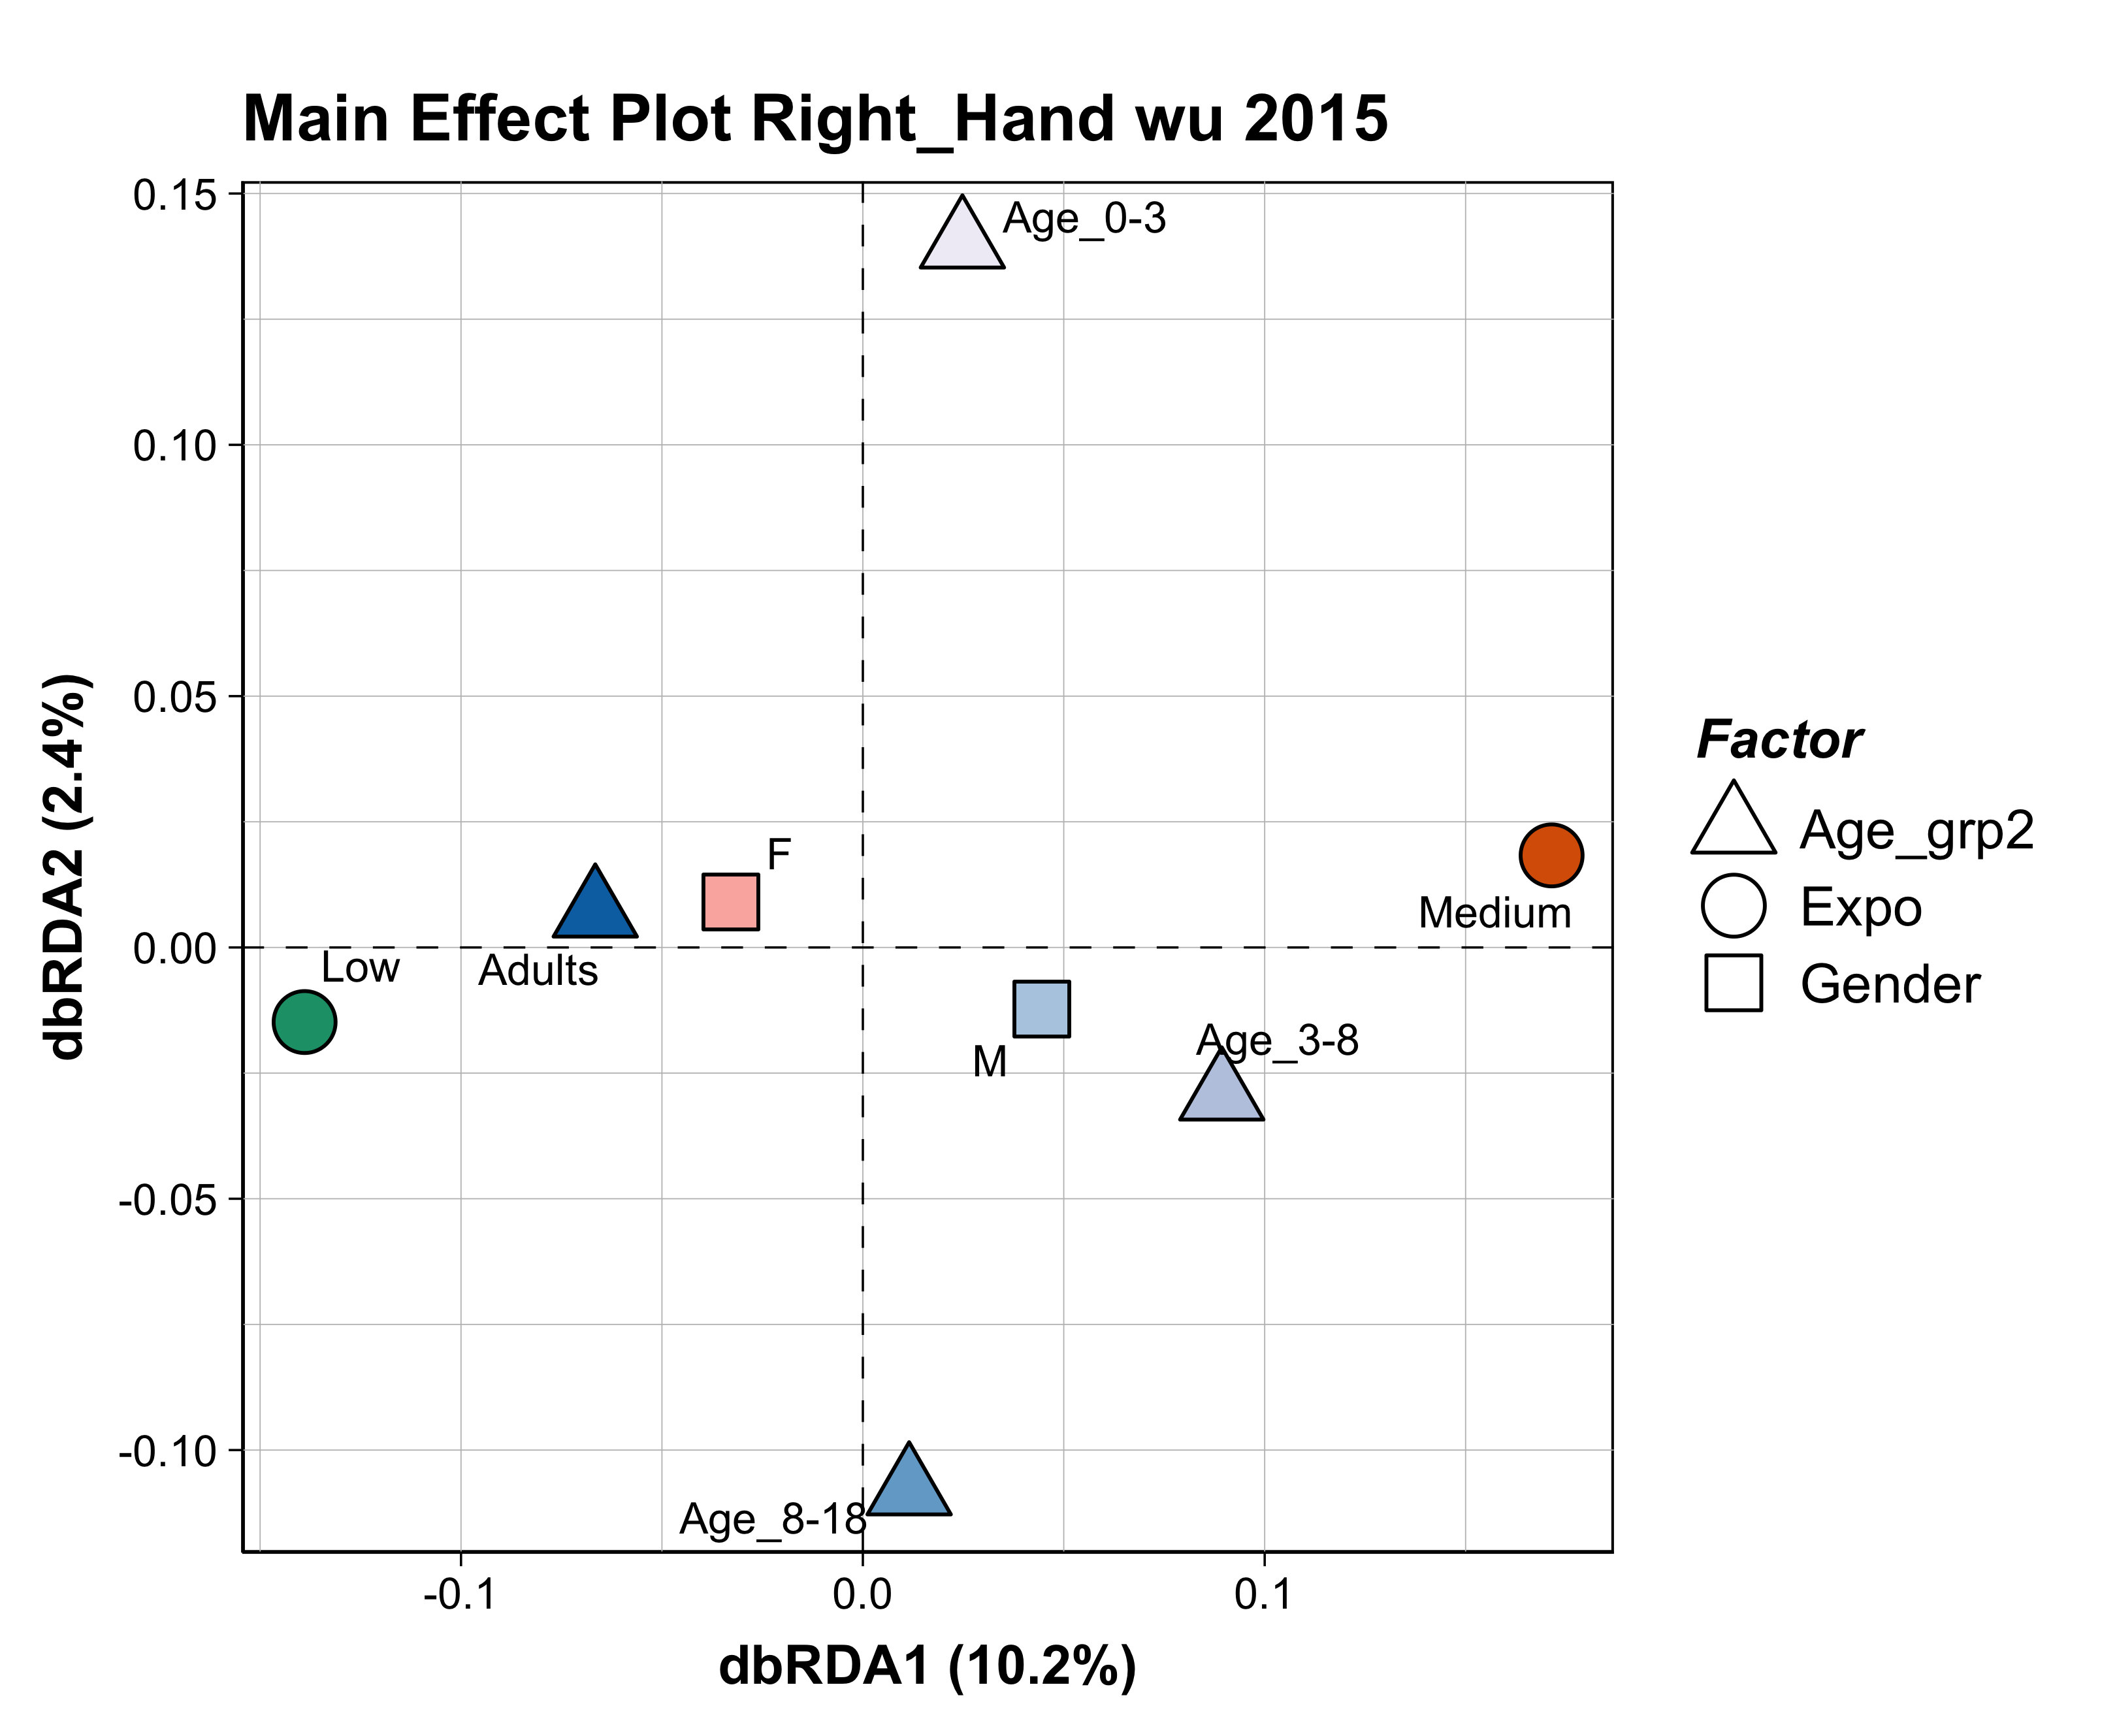 Main Effect Plot Right_Hand wu 2015
0.15
0.10
0.05
0.00
-0.05
-0.10
dbRDA2 (2.4%)
Age_0-3
F
Medium
Low
Adults
M
Age_3-8
Age_8-18
-0.1
0.0
0.1
dbRDA1 (10.2%)
Factor
Age_grp2
Expo
Gender